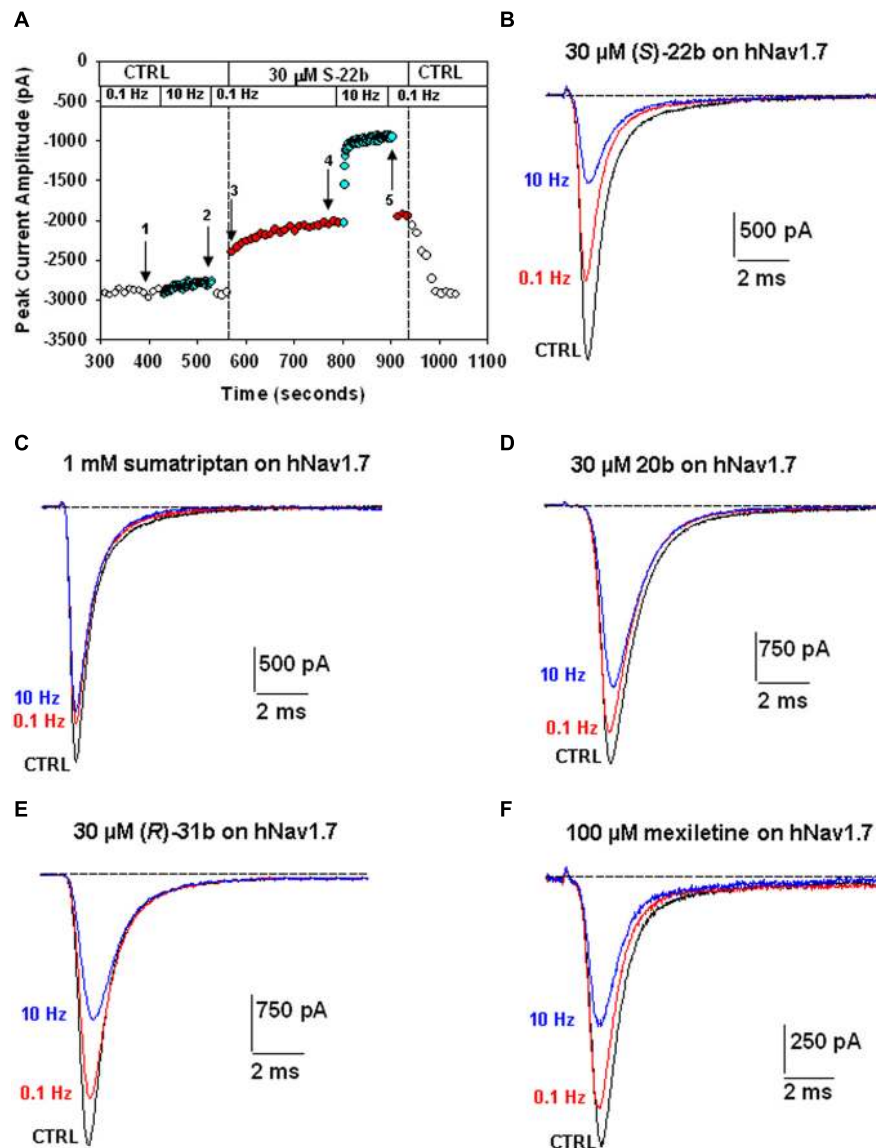 A
Peak Current Amplitude (pA)
0
-500
-1000
-1500
-2000
-2500
-3000
-3500
CTRL
30 µM S-22b
CTRL
0.1 Hz
10 Hz
0.1 Hz
10 Hz
0.1 Hz
1
2
3
4
5
300 400 500 600 700 800 900 1000 1100
Time (seconds)
B
30 µM (S)-22b on hNav1.7
10 Hz
0.1 Hz
CTRL
500 pA
2 ms
C
1 mM sumatriptan on hNav1.7
10 Hz
0.1 Hz
CTRL
500 pA
2 ms
D
30 µM 20b on hNav1.7
10 Hz
0.1 Hz
CTRL
750 pA
2 ms
E
30 µM (R)-31b on hNav1.7
10 Hz
0.1 Hz
CTRL
750 pA
2 ms
F
100 µM mexiletine on hNav1.7
10 Hz
0.1 Hz
CTRL
250 pA
2 ms